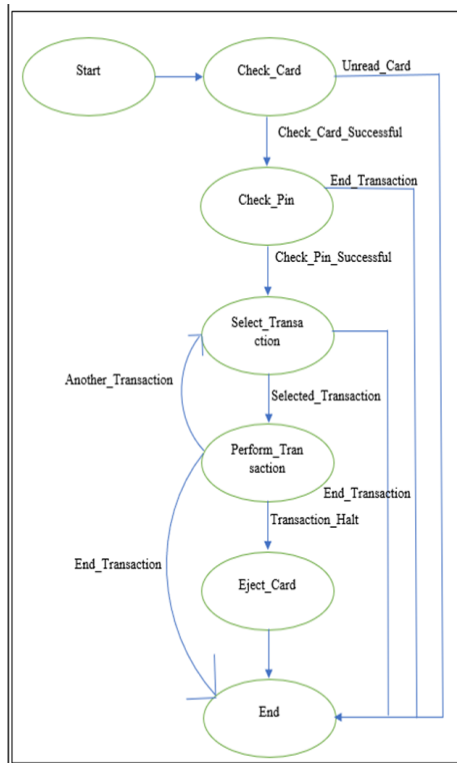 Start
Check_Card
Unread_Card
Check_Card_Successful
End_Transaction
Check_Pin
Check_Pin_Successful
Select_Transa
ction
Another_Transaction
Selected_Transaction
Perform_Tran
saction
End_Transaction
Transaction_Halt
End_Transaction
Eject_Card
End